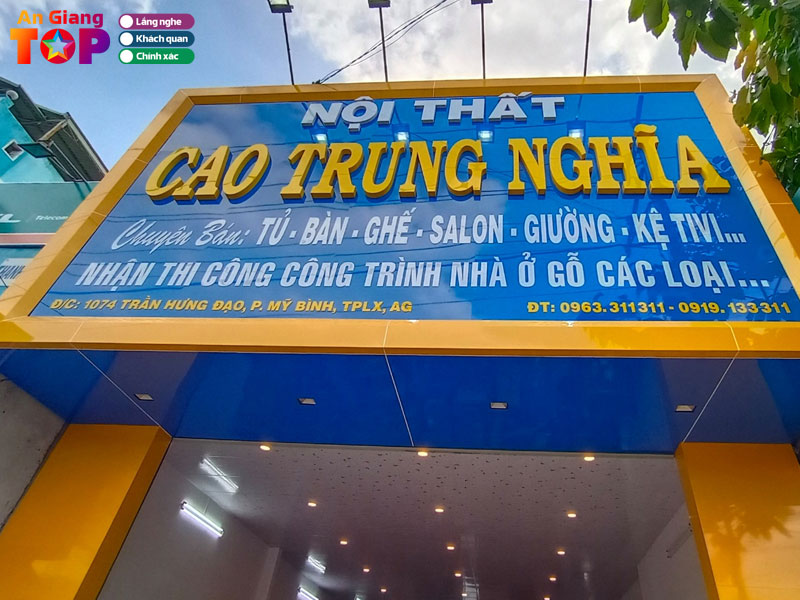 An Giang
TOP
Lắng nghe
Khách quan
Chính xác
NỘI THẤT
CAO TRUNG NGHĨA
Chuyên Bán: TỦ - BÀN - GHẾ - SALON - GIƯỜNG - KỆ TIVI...
NHẬN THI CÔNG CÔNG TRÌNH NHÀ Ở GỖ CÁC LOẠI...
Đ/C: 1074 TRẦN HƯNG ĐẠO, P. MỸ BÌNH, TPLX, AG
ĐT: 0963.311311 - 0919.133311
Telecom